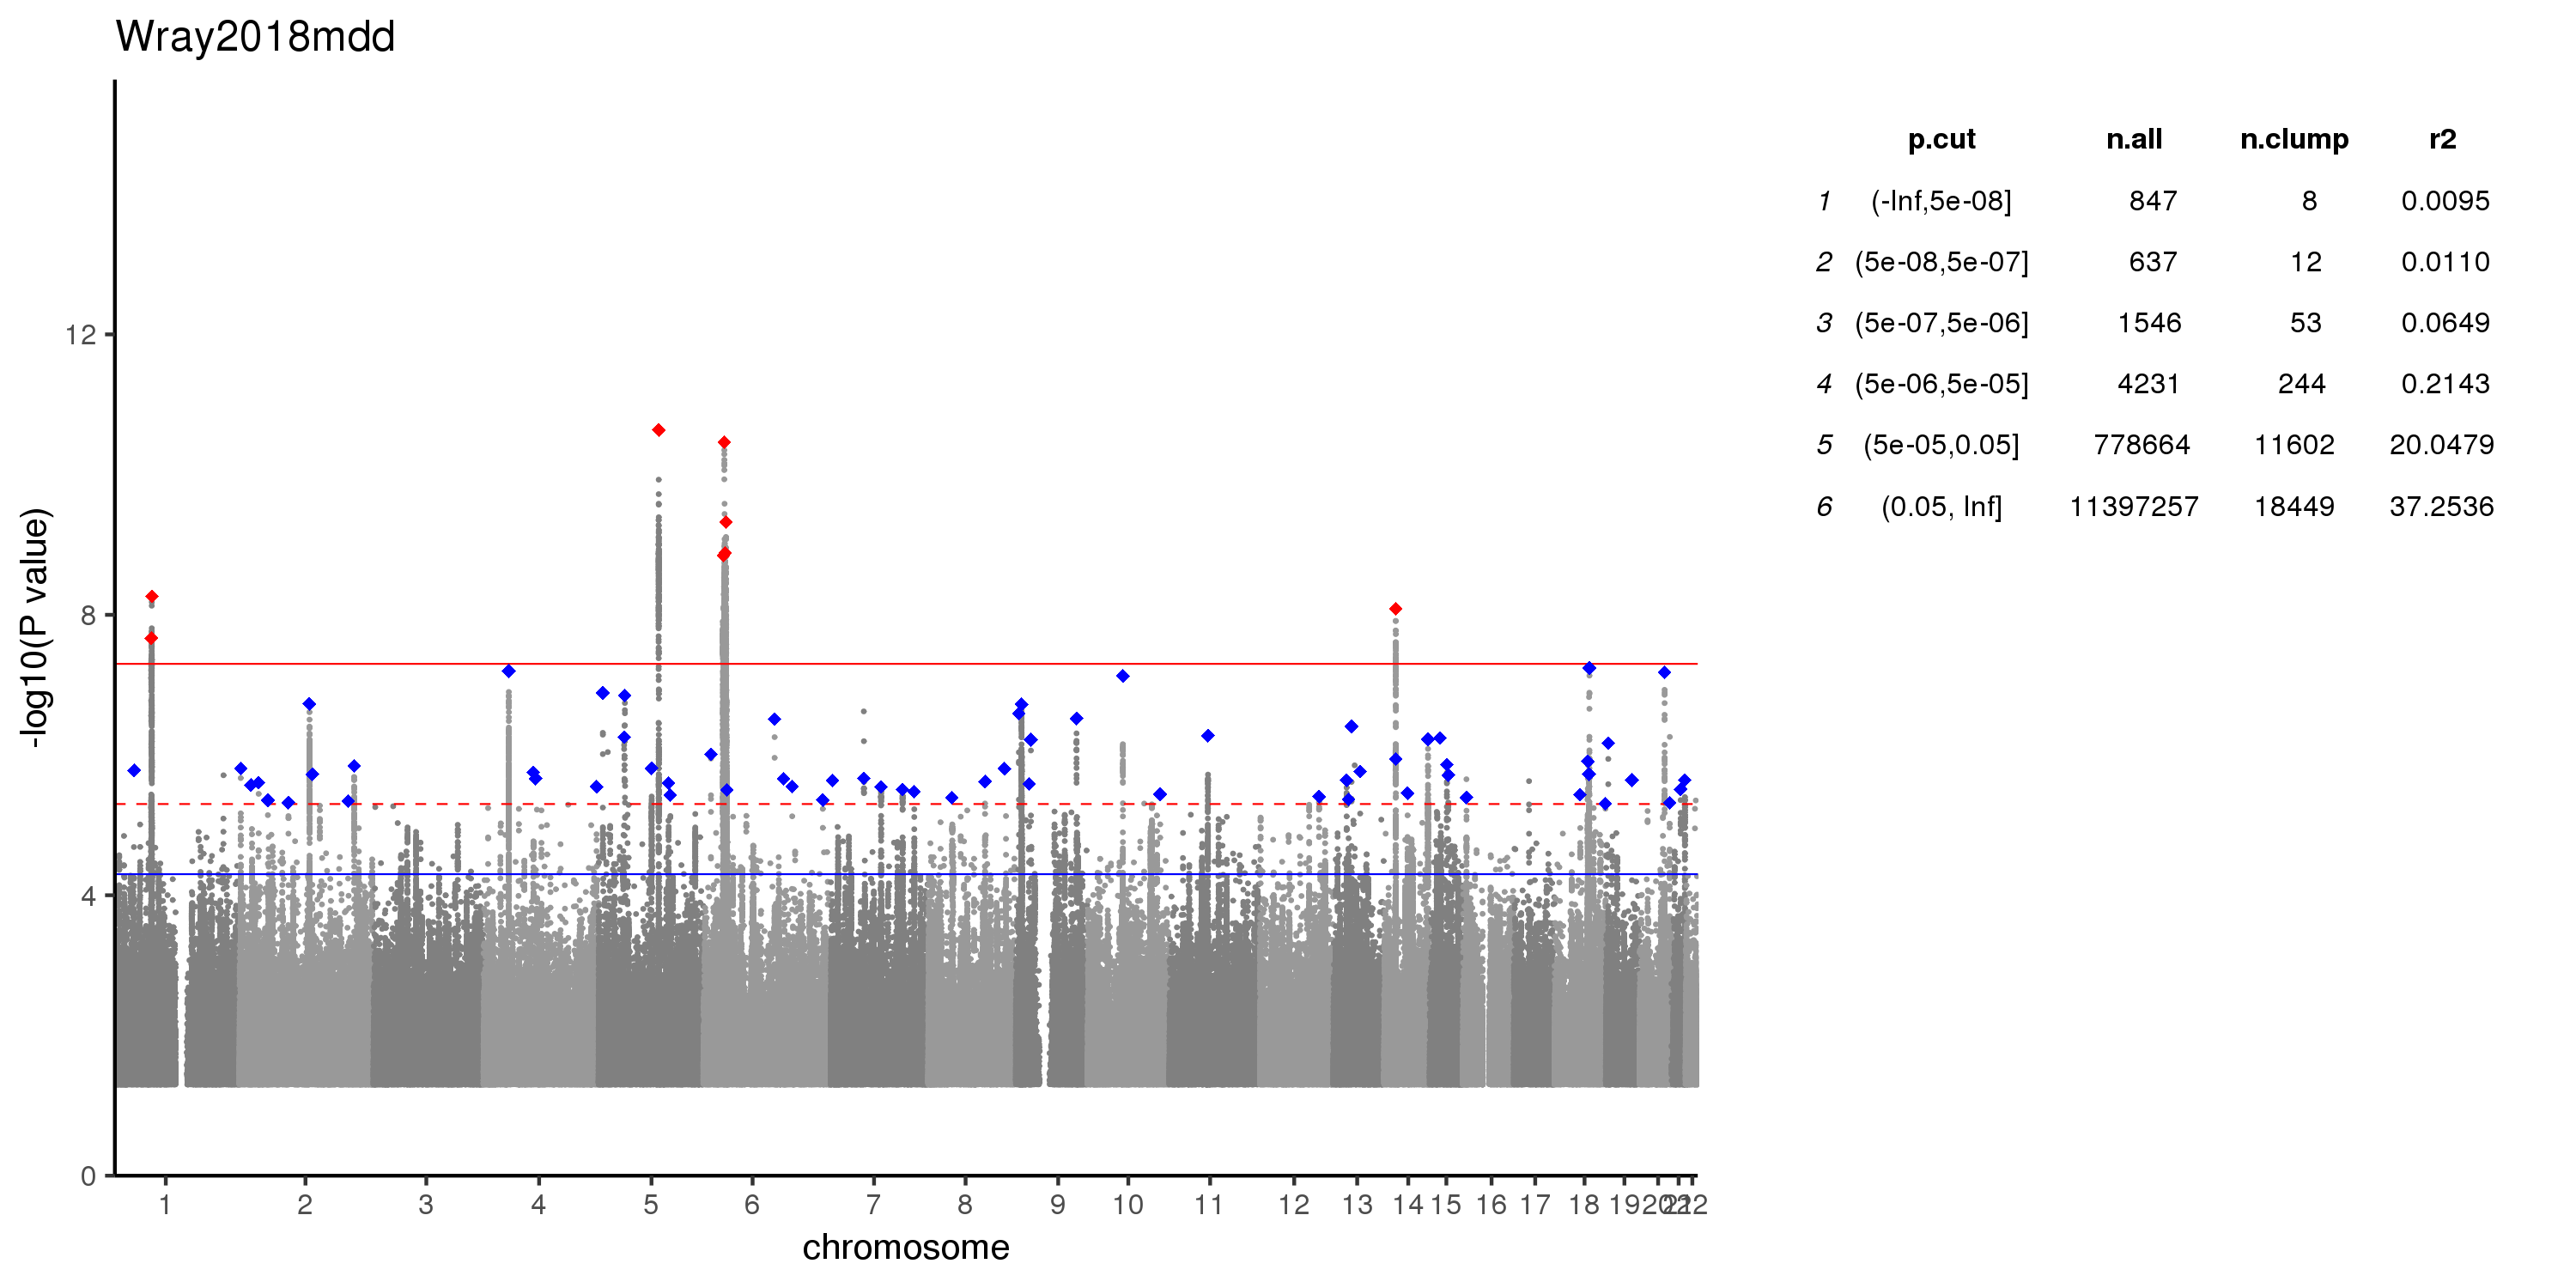 Wray2018mdd
-log10(P value)
12
8
4
0
1 2 3 4 5 6 7 8 9 10 11 12 13 14 15 16 17 18 19 20 21 22
chromosome
p.cut n.all n.clump r2
1 (-Inf,5e-08] 847 8 0.0095
2 (5e-08,5e-07] 637 12 0.0110
3 (5e-07,5e-06] 1546 53 0.0649
4 (5e-06,5e-05] 4231 244 0.2143
5 (5e-05,0.05] 778664 11602 20.0479
6 (0.05, Inf] 11397257 18449 37.2536